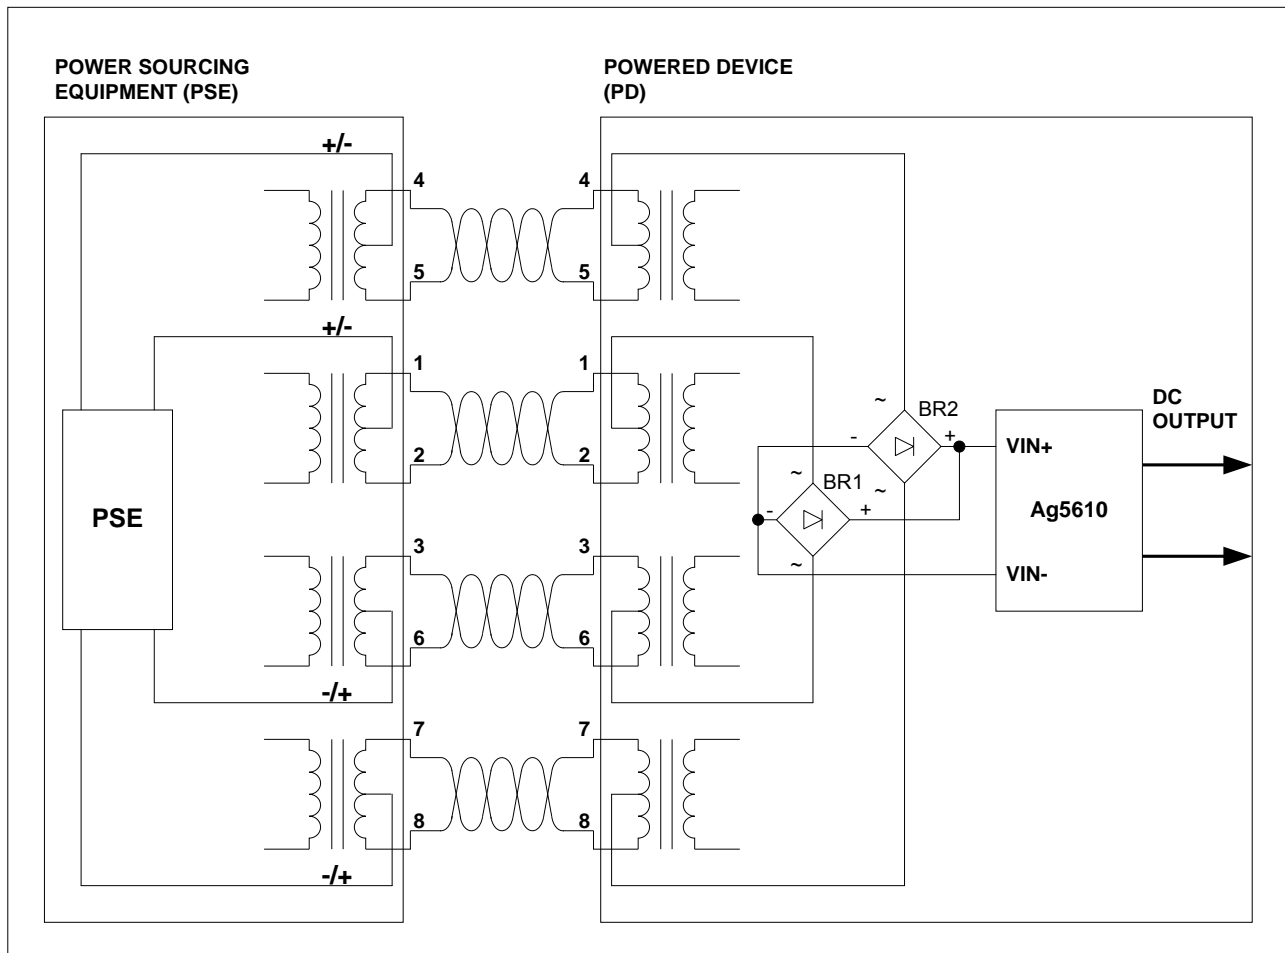 POWER SOURCING
EQUIPMENT (PSE)
POWERED DEVICE
(PD)
+/-
4
4
5
5
+/-
1
1
2
2
~
BR2
-
+
DC
OUTPUT
VIN+
~
BR1
~
-
+
PSE
Ag5610
3
3
~
VIN-
6
6
-/+
7
7
8
8
-/+